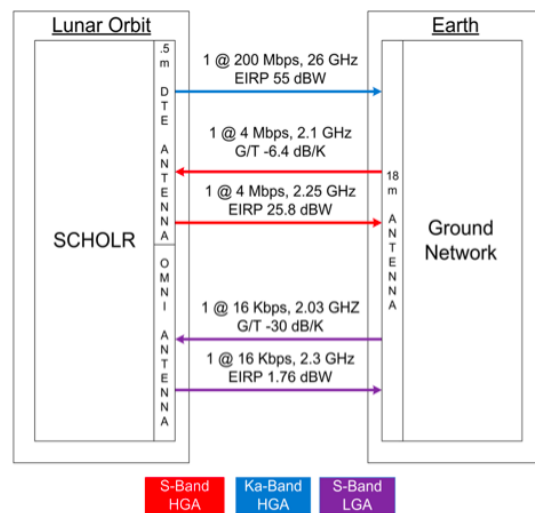 Lunar Orbit
Earth
.5
m
D
T
E
A
N
T
E
N
N
A
O
M
N
I
A
N
T
E
N
N
A
SCHOLR
1 @ 200 Mbps, 26 GHz
EIRP 55 dBW
1 @ 4 Mbps, 2.1 GHz
G/T -6.4 dB/K
1 @ 4 Mbps, 2.25 GHz
EIRP 25.8 dBW
1 @ 16 Kbps, 2.03 GHZ
G/T -30 dB/K
1 @ 16 Kbps, 2.3 GHz
EIRP 1.76 dBW
18
m
A
N
T
E
N
N
A
Ground
Network
S-Band
HGA
Ka-Band
HGA
S-Band
LGA